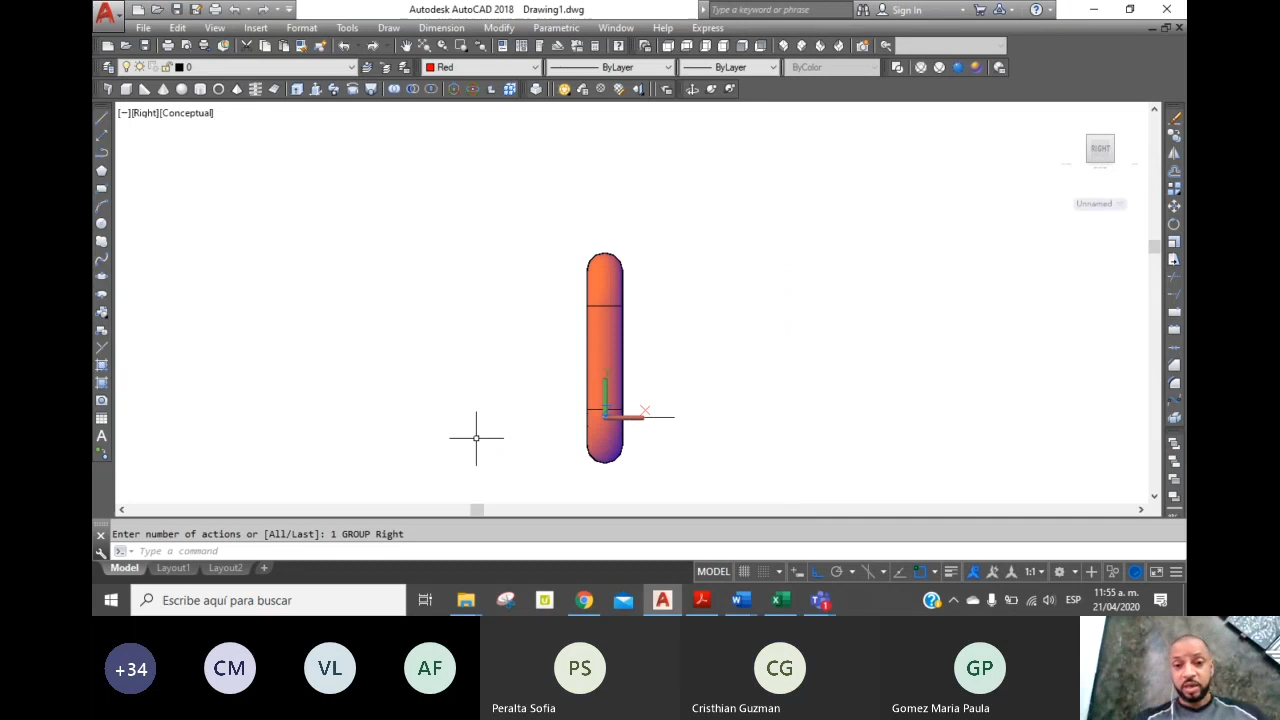 Autodesk AutoCAD 2018 Drawing1.dwg
Type a keyword or phrase
Sign In
File Edit View Insert Format Tools Draw Dimension Modify Parametric Window Help Express
0
Red
ByLayer
ByLayer
ByColor
[−][Right][Conceptual]
RIGHT
Unnamed
Y
X
Enter number of actions or [All/Last]: 1 GROUP Right
Type a command
Model Layout1 Layout2 +
MODEL
1:1
Escribe aquí para buscar
ESP
11:55 a. m.
21/04/2020
+34
CM
VL
AF
PS
CG
GP
Peralta Sofia
Cristhian Guzman
Gomez Maria Paula